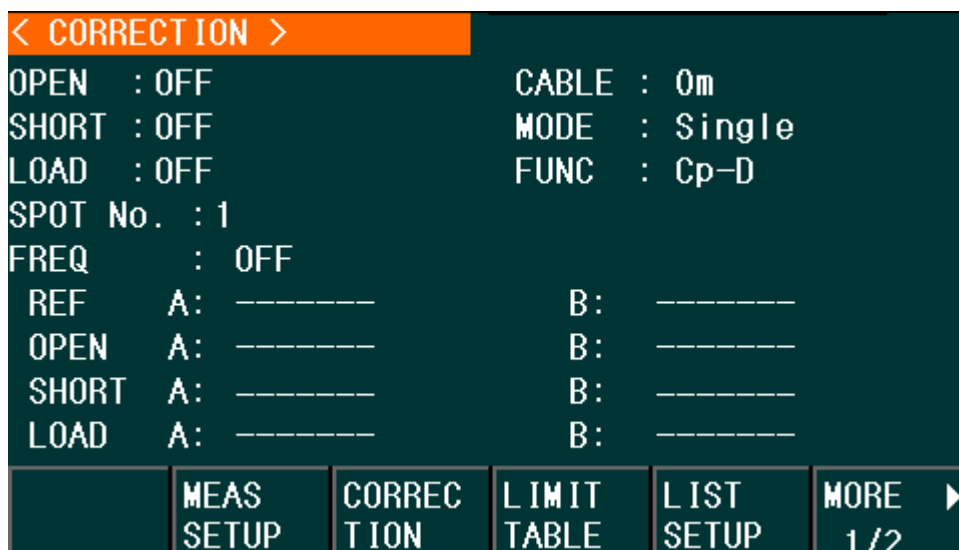 < CORRECTION >
OPEN : OFF CABLE : 0m
SHORT : OFF MODE : Single
LOAD : OFF FUNC : Cp-D
SPOT No. : 1
FREQ : OFF
REF A: ------- B: -------
OPEN A: ------- B: -------
SHORT A: ------- B: -------
LOAD A: ------- B: -------
MEAS CORREC LIMIT LIST MORE ▶
SETUP TION TABLE SETUP 1/2